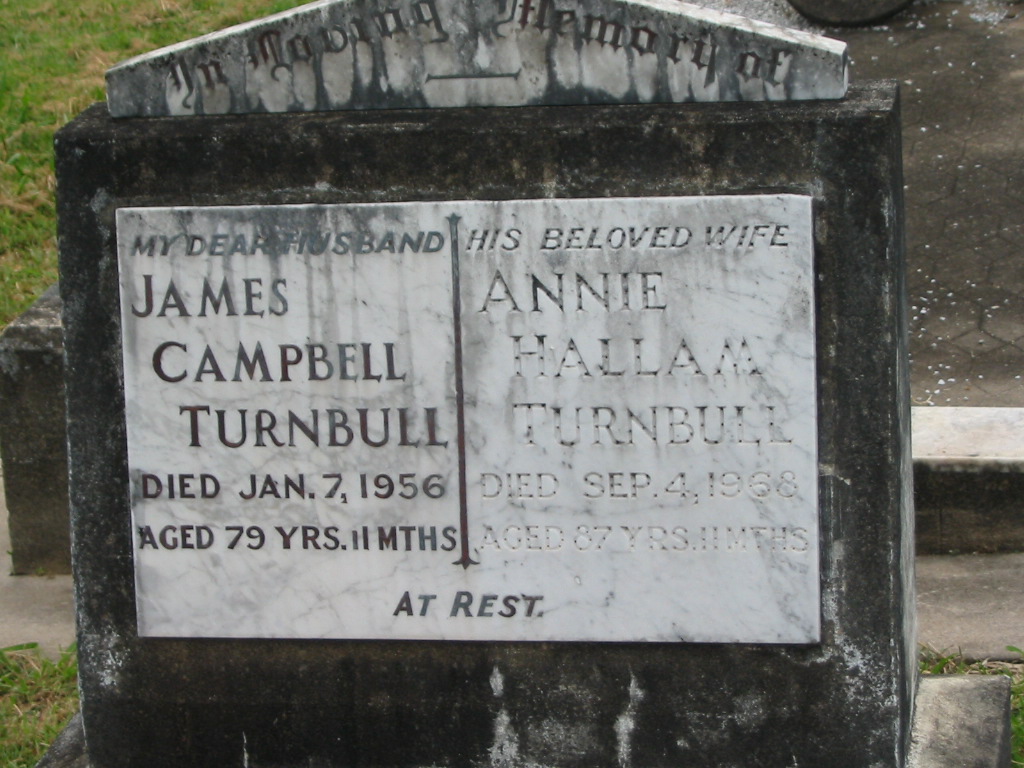 In Loving Memory of
MY DEAR HUSBAND
JAMES
CAMPBELL
TURNBULL
DIED JAN. 7, 1956
AGED 79 YRS. 11 MTHS
HIS BELOVED WIFE
ANNIE
HALLAM
TURNBULL
DIED SEP. 4, 1968
AGED 87 YRS. 11 MTHS
AT REST.